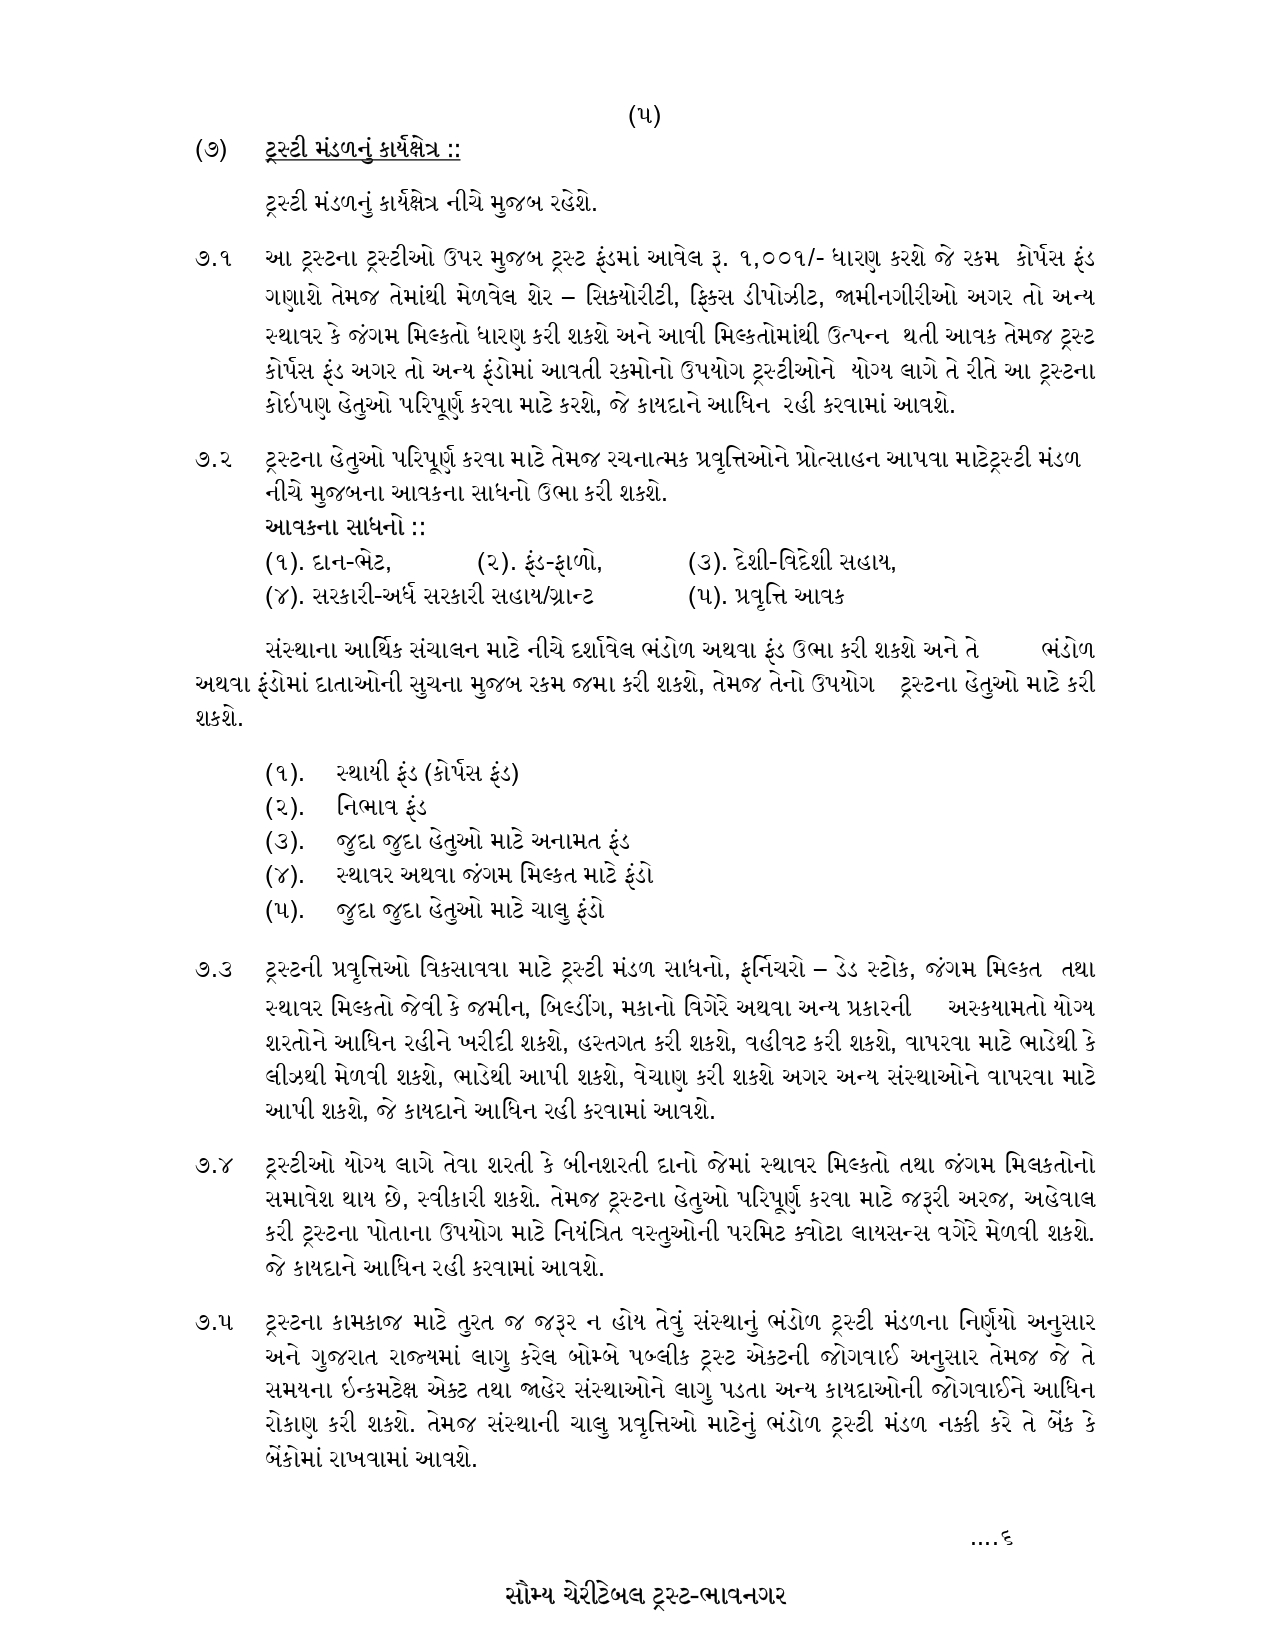 (૫)
(૭) ટ્રસ્ટી મંડળનું કાર્યક્ષેત્ર ::
ટ્રસ્ટી મંડળનું કાર્યક્ષેત્ર નીચે મુજબ રહેશે.
૭.૧ આ ટ્રસ્ટના ટ્રસ્ટીઓ ઉપર મુજબ ટ્રસ્ટ ફંડમાં આવેલ રૂ. ૧,૦૦૧/- ધારણ કરશે જે રકમ કોર્પસ ફંડ
ગણાશે તેમજ તેમાંથી મેળવેલ શેર – સિક્યોરીટી, ફિક્સ ડીપોઝીટ, જામીનગીરીઓ અગર તો અન્ય
સ્થાવર કે જંગમ મિલ્કતો ધારણ કરી શકશે અને આવી મિલ્કતોમાંથી ઉત્પન્ન થતી આવક તેમજ ટ્રસ્ટ
કોર્પસ ફંડ અગર તો અન્ય ફંડોમાં આવતી રકમોનો ઉપયોગ ટ્રસ્ટીઓને યોગ્ય લાગે તે રીતે આ ટ્રસ્ટના
કોઇપણ હેતુઓ પરિપૂર્ણ કરવા માટે કરશે, જે કાયદાને આધિન રહી કરવામાં આવશે.
૭.૨ ટ્રસ્ટના હેતુઓ પરિપૂર્ણ કરવા માટે તેમજ રચનાત્મક પ્રવૃત્તિઓને પ્રોત્સાહન આપવા માટેટ્રસ્ટી મંડળ
નીચે મુજબના આવકના સાધનો ઉભા કરી શકશે.
આવકના સાધનો ::
(૧). દાન-ભેટ, (૨). ફંડ-ફાળો, (૩). દેશી-વિદેશી સહાય,
(૪). સરકારી-અર્ધ સરકારી સહાય/ગ્રાન્ટ (૫). પ્રવૃત્તિ આવક
સંસ્થાના આર્થિક સંચાલન માટે નીચે દર્શાવેલ ભંડોળ અથવા ફંડ ઉભા કરી શકશે અને તે ભંડોળ
અથવા ફંડોમાં દાતાઓની સુચના મુજબ રકમ જમા કરી શકશે, તેમજ તેનો ઉપયોગ ટ્રસ્ટના હેતુઓ માટે કરી
શકશે.
(૧). સ્થાયી ફંડ (કોર્પસ ફંડ)
(૨). નિભાવ ફંડ
(૩). જુદા જુદા હેતુઓ માટે અનામત ફંડ
(૪). સ્થાવર અથવા જંગમ મિલ્કત માટે ફંડો
(૫). જુદા જુદા હેતુઓ માટે ચાલુ ફંડો
૭.૩ ટ્રસ્ટની પ્રવૃત્તિઓ વિકસાવવા માટે ટ્રસ્ટી મંડળ સાધનો, ફર્નિચરો – ડેડ સ્ટોક, જંગમ મિલ્કત તથા
સ્થાવર મિલ્કતો જેવી કે જમીન, બિલ્ડીંગ, મકાનો વિગેરે અથવા અન્ય પ્રકારની અસ્કયામતો યોગ્ય
શરતોને આધિન રહીને ખરીદી શકશે, હસ્તગત કરી શકશે, વહીવટ કરી શકશે, વાપરવા માટે ભાડેથી કે
લીઝથી મેળવી શકશે, ભાડેથી આપી શકશે, વેચાણ કરી શકશે અગર અન્ય સંસ્થાઓને વાપરવા માટે
આપી શકશે, જે કાયદાને આધિન રહી કરવામાં આવશે.
૭.૪ ટ્રસ્ટીઓ યોગ્ય લાગે તેવા શરતી કે બીનશરતી દાનો જેમાં સ્થાવર મિલ્કતો તથા જંગમ મિલકતોનો
સમાવેશ થાય છે, સ્વીકારી શકશે. તેમજ ટ્રસ્ટના હેતુઓ પરિપૂર્ણ કરવા માટે જરૂરી અરજ, અહેવાલ
કરી ટ્રસ્ટના પોતાના ઉપયોગ માટે નિયંત્રિત વસ્તુઓની પરમિટ ક્વોટા લાયસન્સ વગેરે મેળવી શકશે.
જે કાયદાને આધિન રહી કરવામાં આવશે.
૭.૫ ટ્રસ્ટના કામકાજ માટે તુરત જ જરૂર ન હોય તેવું સંસ્થાનું ભંડોળ ટ્રસ્ટી મંડળના નિર્ણયો અનુસાર
અને ગુજરાત રાજ્યમાં લાગુ કરેલ બોમ્બે પબ્લીક ટ્રસ્ટ એક્ટની જોગવાઈ અનુસાર તેમજ જે તે
સમયના ઇન્કમટેક્ષ એક્ટ તથા જાહેર સંસ્થાઓને લાગુ પડતા અન્ય કાયદાઓની જોગવાઈને આધિન
રોકાણ કરી શકશે. તેમજ સંસ્થાની ચાલુ પ્રવૃત્તિઓ માટેનું ભંડોળ ટ્રસ્ટી મંડળ નક્કી કરે તે બેંક કે
બેંકોમાં રાખવામાં આવશે.
....૬
સૌમ્ય ચેરીટેબલ ટ્રસ્ટ-ભાવનગર